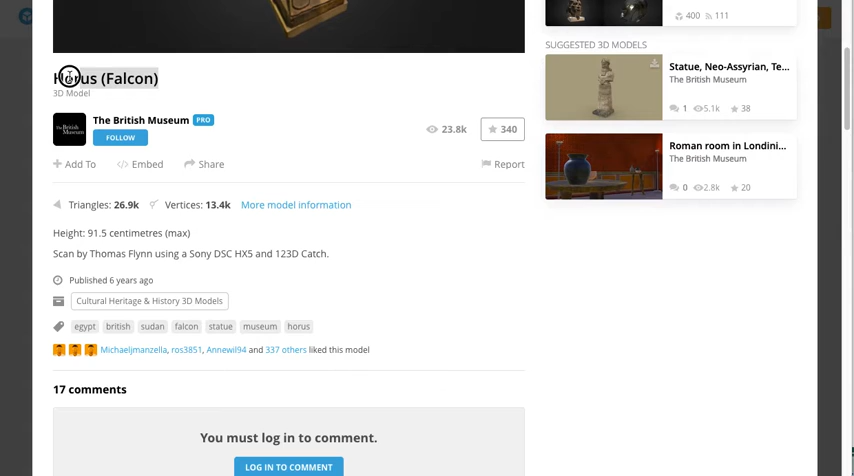 400 111
SUGGESTED 3D MODELS
Statue, Neo-Assyrian, Te...
The British Museum
1 5.1k 38
Roman room in Londini...
The British Museum
0 2.8k 20
Horus (Falcon)
3D Model
The British Museum
The British Museum PRO
FOLLOW
23.8k 340
Add To Embed Share Report
Triangles: 26.9k Vertices: 13.4k More model information
Height: 91.5 centimetres (max)
Scan by Thomas Flynn using a Sony DSC HX5 and 123D Catch.
Published 6 years ago
Cultural Heritage & History 3D Models
egypt british sudan falcon statue museum horus
Michaeljmanzella, ros3851, Annewil94 and 337 others liked this model
17 comments
You must log in to comment.
LOG IN TO COMMENT